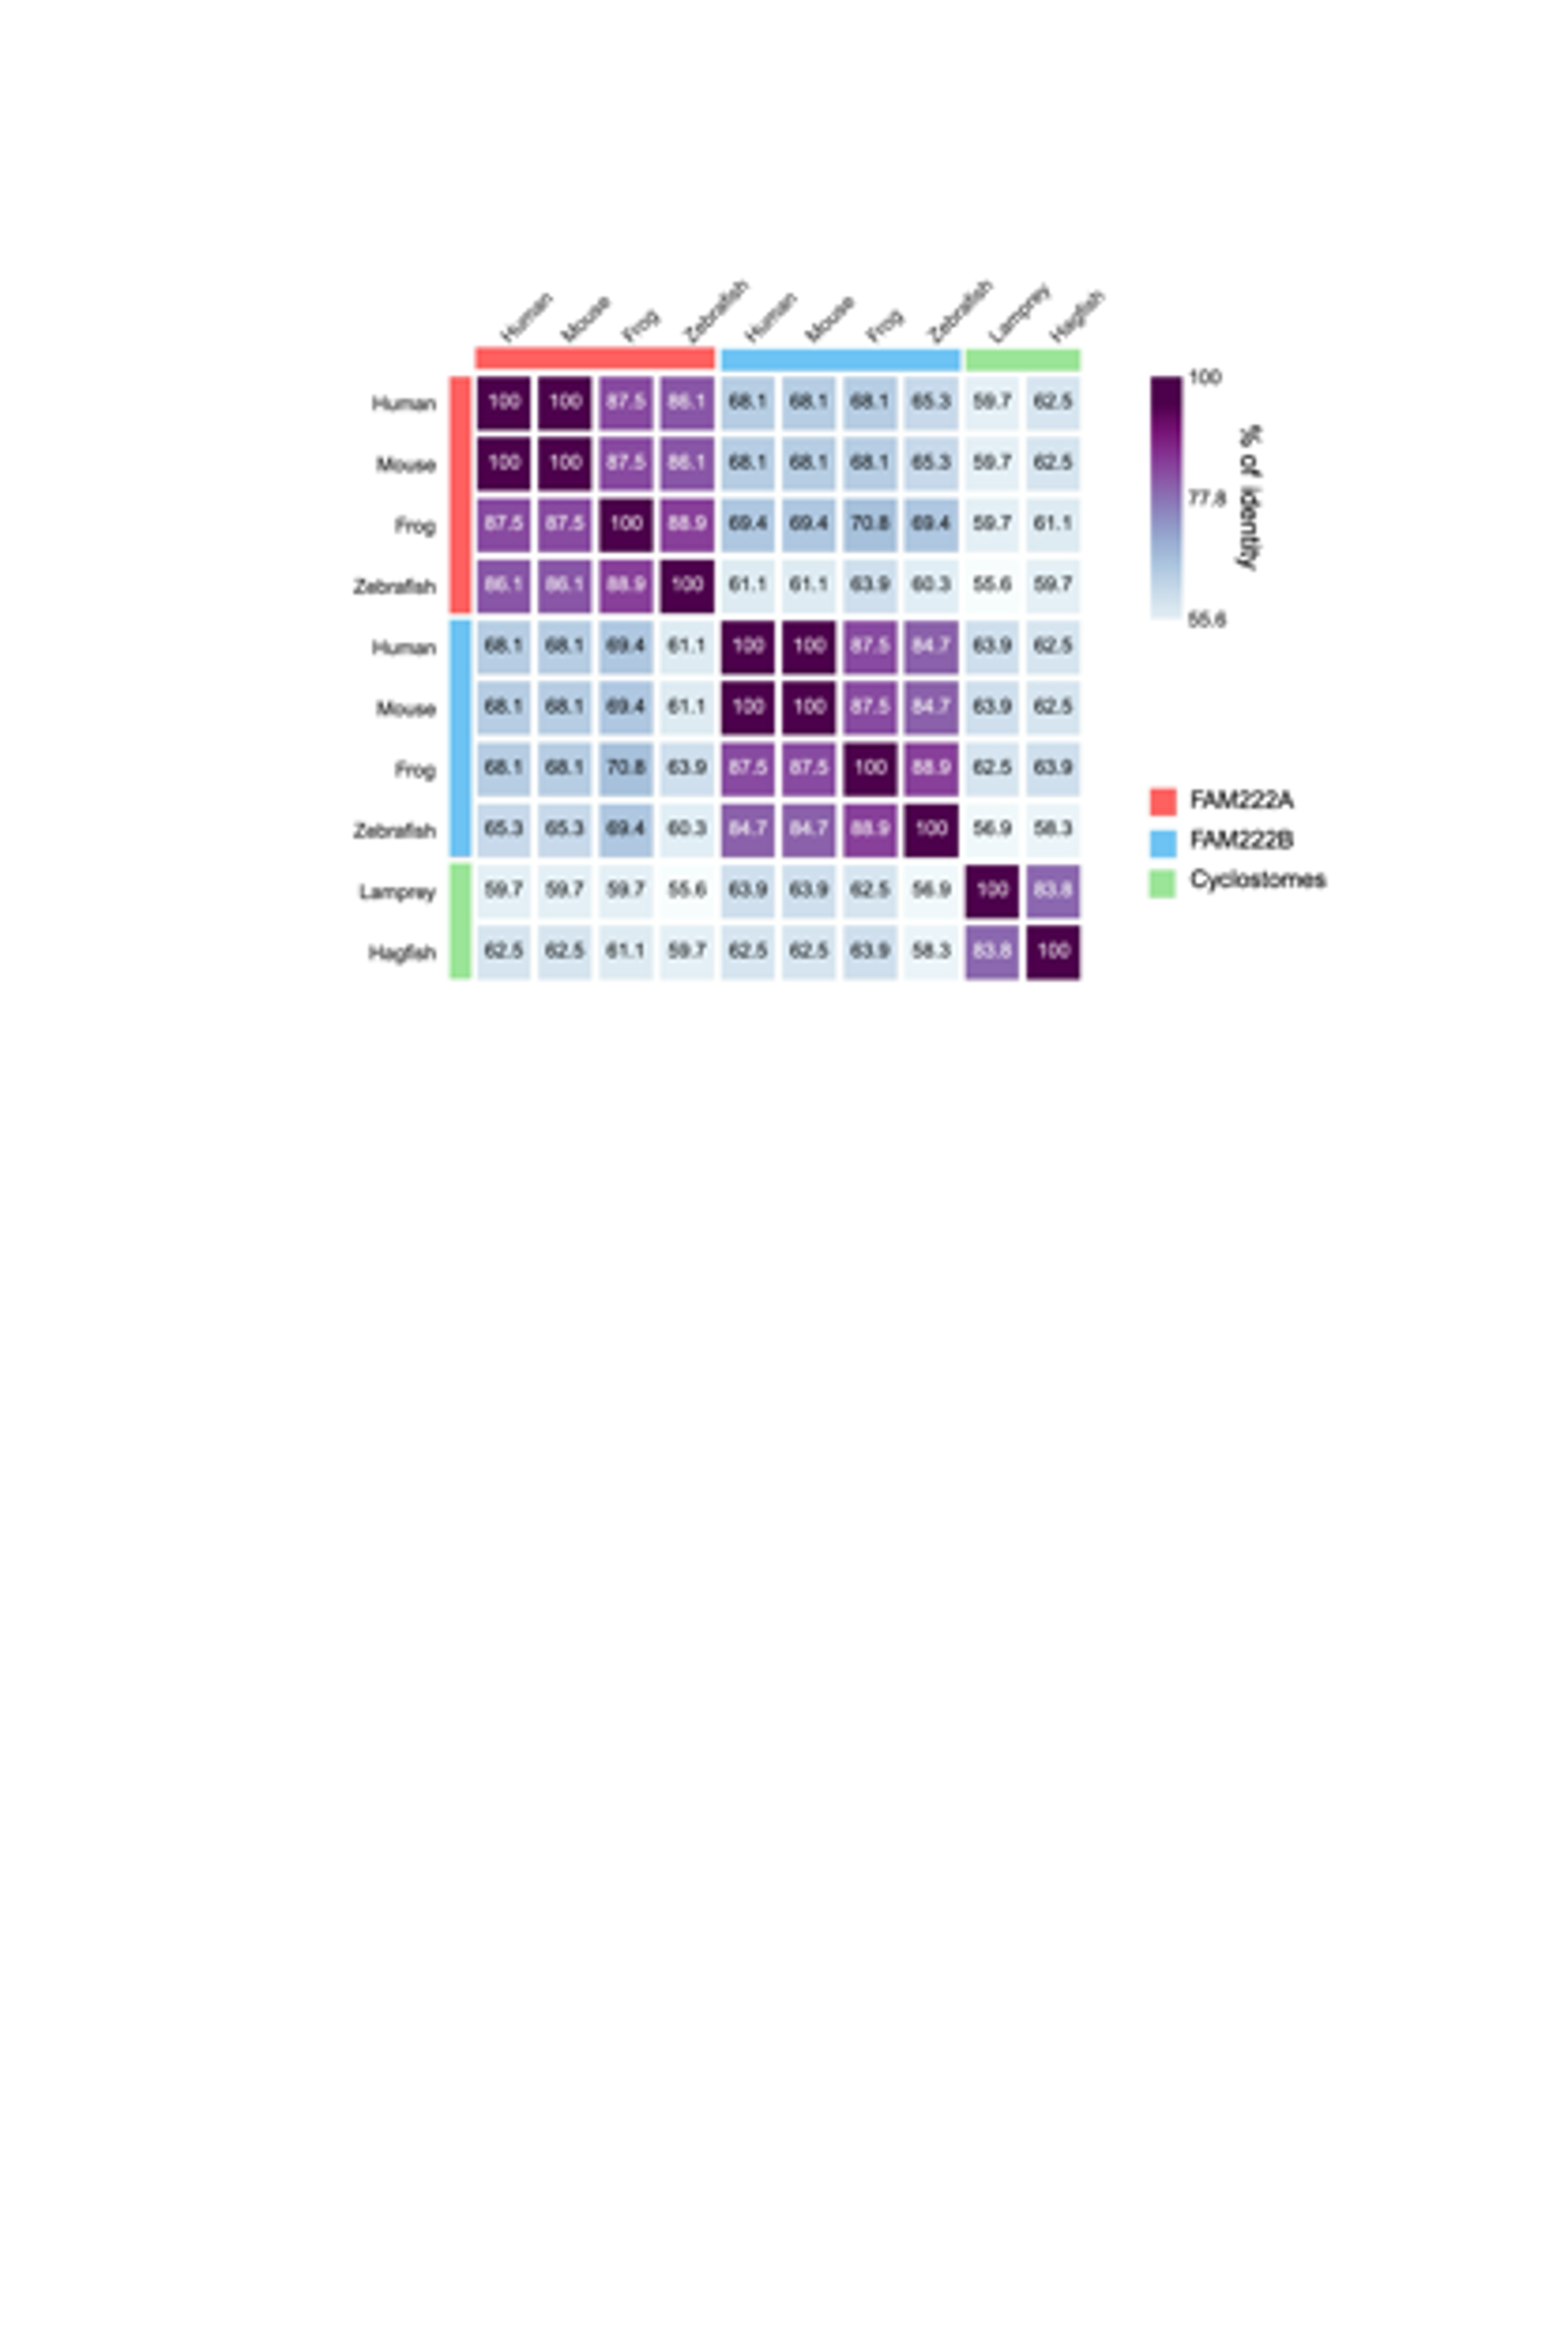 Human Mouse Frog Zebrafish Human Mouse Frog Zebrafish Lamprey Hagfish
Human 100 100 87.5 86.1 68.1 68.1 68.1 65.3 59.7 62.5
Mouse 100 100 87.5 86.1 68.1 68.1 68.1 65.3 59.7 62.5
Frog 87.5 87.5 100 88.9 69.4 69.4 70.8 69.4 59.7 61.1
Zebrafish 86.1 86.1 88.9 100 61.1 61.1 63.9 60.3 55.6 59.7
Human 68.1 68.1 69.4 61.1 100 100 87.5 84.7 63.9 62.5
Mouse 68.1 68.1 69.4 61.1 100 100 87.5 84.7 63.9 62.5
Frog 68.1 68.1 70.8 63.9 87.5 87.5 100 88.9 62.5 63.9
Zebrafish 65.3 65.3 69.4 60.3 84.7 84.7 88.9 100 56.9 58.3
Lamprey 59.7 59.7 59.7 55.6 63.9 63.9 62.5 56.9 100 83.8
Hagfish 62.5 62.5 61.1 59.7 62.5 62.5 63.9 58.3 83.8 100
100
77.8
55.6
% of identity
FAM222A
FAM222B
Cyclostomes